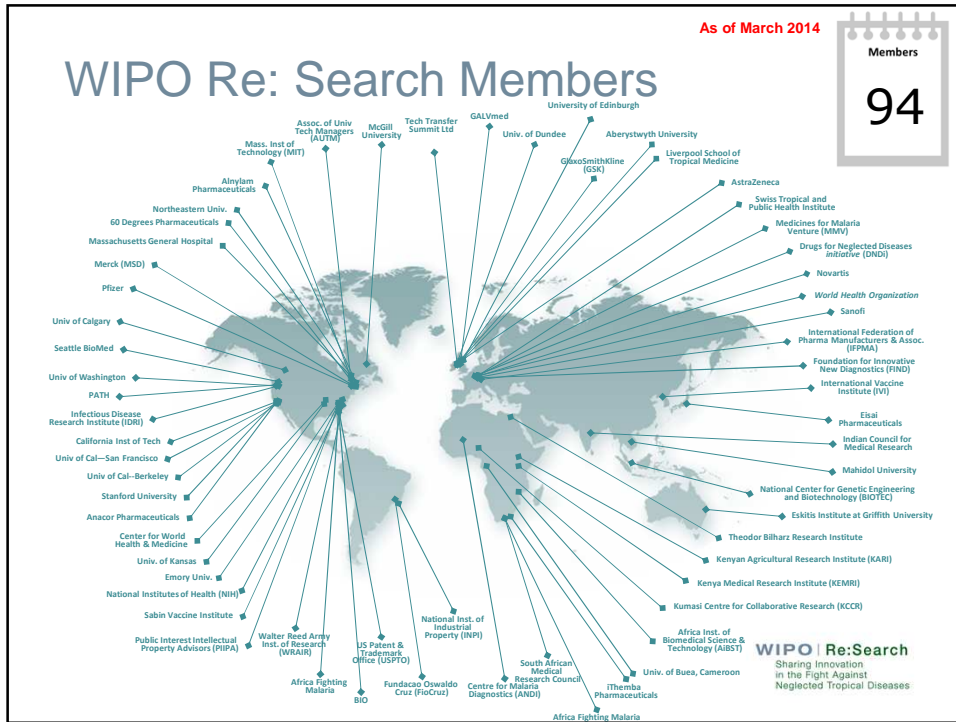 As of March 2014
Members
94
WIPO Re: Search Members
University of Edinburgh
GALVmed
Tech Transfer
Summit Ltd
McGill
University
Assoc. of Univ
Tech Managers
(AUTM)
Mass. Inst of
Technology (MIT)
Alnylam
Pharmaceuticals
Northeastern Univ.
60 Degrees Pharmaceuticals
Massachusetts General Hospital
Merck (MSD)
Pfizer
Univ of Calgary
Seattle BioMed
Univ of Washington
PATH
Infectious Disease
Research Institute (IDRI)
California Inst of Tech
Univ of Cal—San Francisco
Univ of Cal--Berkeley
Stanford University
Anacor Pharmaceuticals
Center for World
Health & Medicine
Univ. of Kansas
Emory Univ.
National Institutes of Health (NIH)
Sabin Vaccine Institute
Public Interest Intellectual
Property Advisors (PIIPA)
Walter Reed Army
Inst. of Research
(WRAIR)
Africa Fighting
Malaria
BIO
US Patent &
Trademark
Office (USPTO)
Fundacao Oswaldo
Cruz (FioCruz)
National Inst. of
Industrial
Property (INPI)
Centre for Malaria
Diagnostics (ANDI)
South African
Medical
Research Council
Africa Fighting Malaria
iThemba
Pharmaceuticals
Univ. of Buea, Cameroon
Africa Inst. of
Biomedical Science &
Technology (AiBST)
Kumasi Centre for Collaborative Research (KCCR)
Kenya Medical Research Institute (KEMRI)
Kenyan Agricultural Research Institute (KARI)
Theodor Bilharz Research Institute
Eskitis Institute at Griffith University
National Center for Genetic Engineering
and Biotechnology (BIOTEC)
Mahidol University
Indian Council for
Medical Research
Eisai
Pharmaceuticals
International Vaccine
Institute (IVI)
Foundation for Innovative
New Diagnostics (FIND)
International Federation of
Pharma Manufacturers & Assoc.
(IFPMA)
Sanofi
World Health Organization
Novartis
Drugs for Neglected Diseases
initiative (DNDi)
Medicines for Malaria
Venture (MMV)
Swiss Tropical and
Public Health Institute
AstraZeneca
Liverpool School of
Tropical Medicine
Aberystwyth University
GlaxoSmithKline
(GSK)
Univ. of Dundee
WIPO | Re:Search
Sharing Innovation
in the Fight Against
Neglected Tropical Diseases